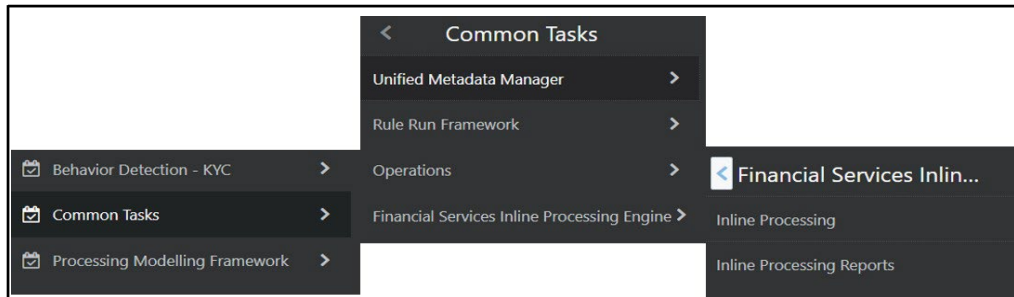 Behavior Detection - KYC
Common Tasks
Processing Modelling Framework
Common Tasks
Unified Metadata Manager
Rule Run Framework
Operations
Financial Services Inline Processing Engine
Financial Services Inlin...
Inline Processing
Inline Processing Reports